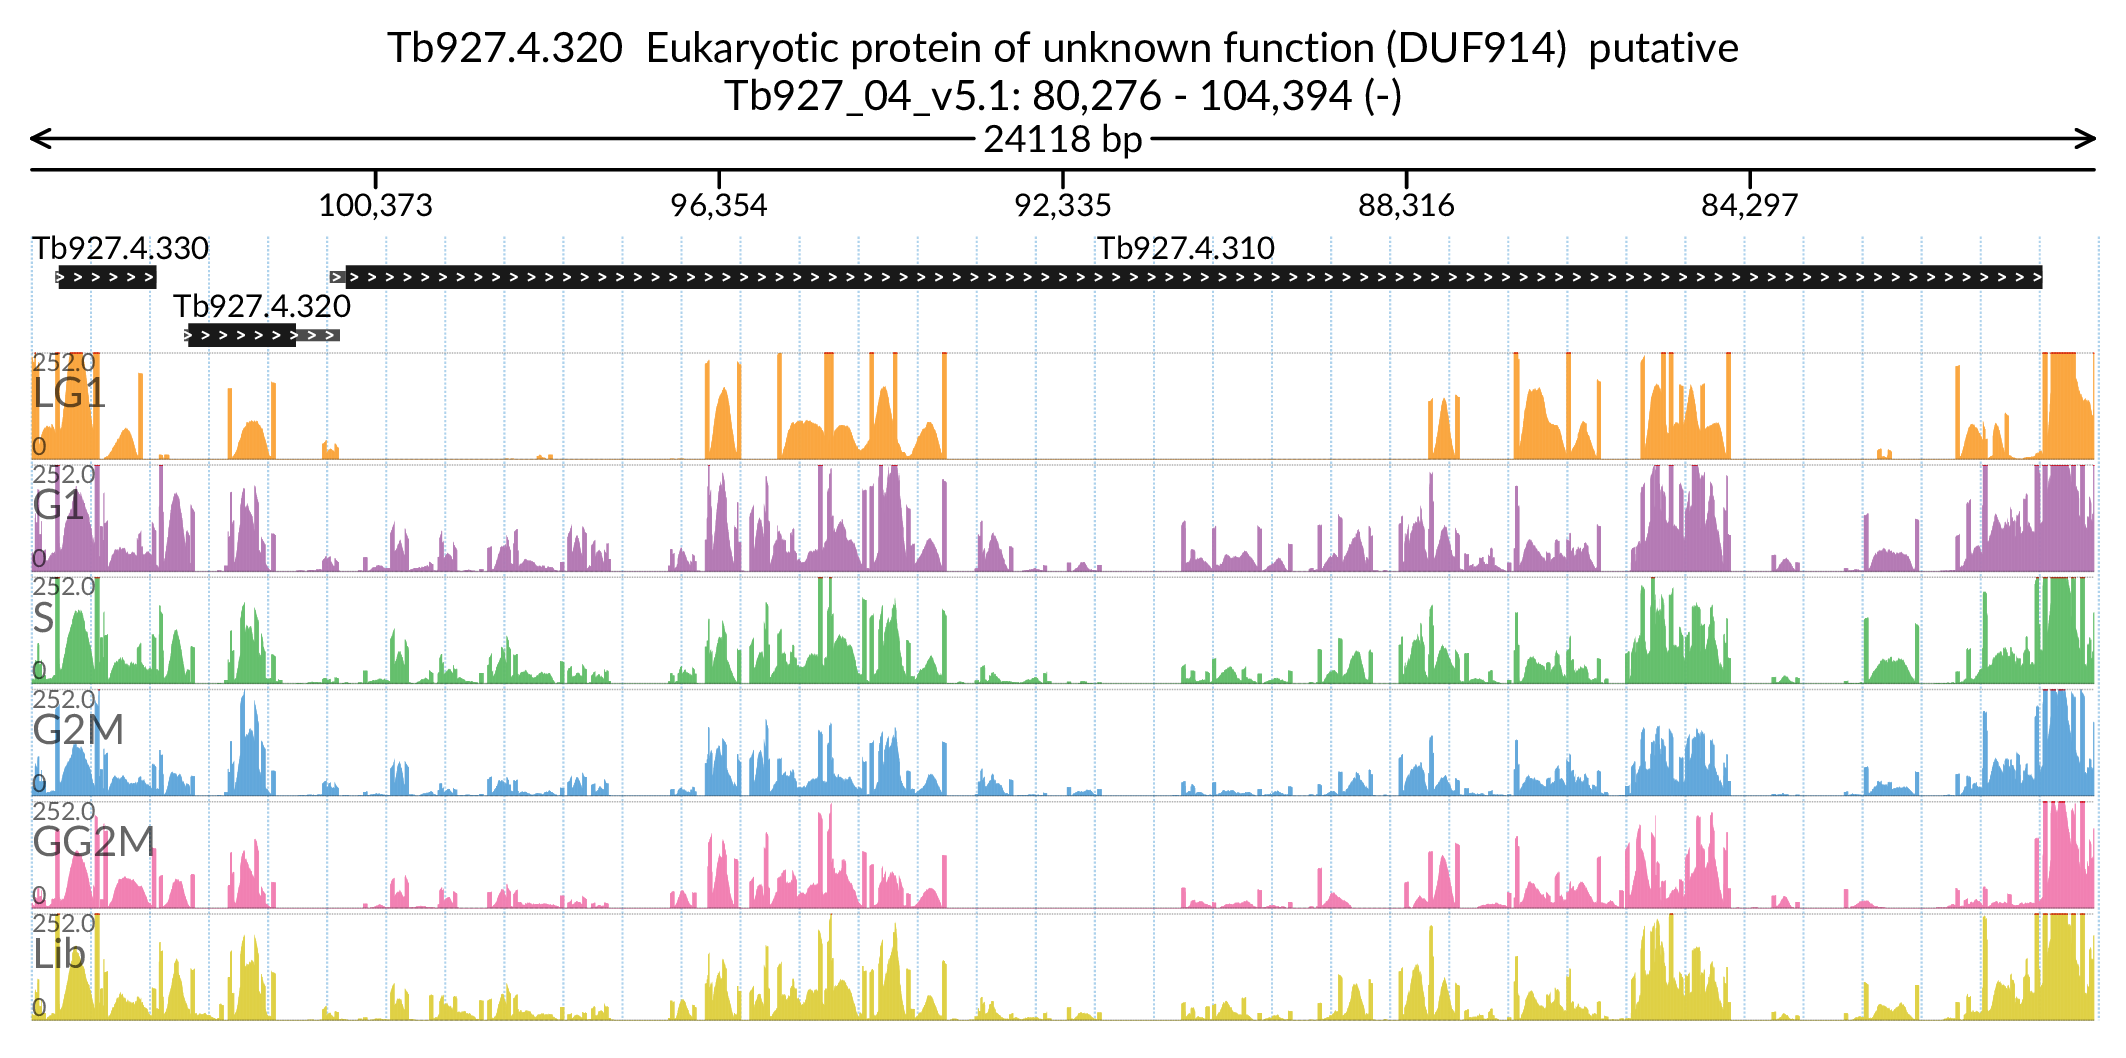 Tb927.4.320  Eukaryotic protein of unknown function (DUF914)  putative
Tb927_04_v5.1: 80,276 - 104,394 (-)
24118 bp
100,373 96,354 92,335 88,316 84,297
Tb927.4.330 Tb927.4.310
Tb927.4.320
252.0
LG1
0
252.0
G1
0
252.0
S
0
252.0
G2M
0
252.0
GG2M
0
252.0
Lib
0